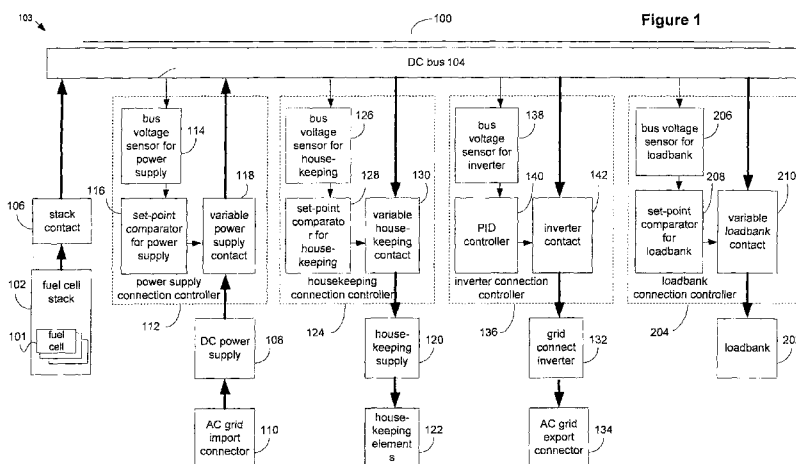 103
100
Figure 1
DC bus 104
bus
voltage
sensor for
power
supply
114
bus
voltage
sensor for
house-
keeping
126
bus
voltage
sensor for
inverter
138
bus voltage
sensor for
loadbank
206
116
set-point
comparator
for power
supply
118
variable
power
supply
contact
128
set-point
comparato
r for house-
keeping
130
variable
house-
keeping
contact
140
PID
controller
142
inverter
contact
208
set-point
comparator
for
loadbank
210
variable
loadbank
contact
106
stack
contact
power supply
connection controller
112
housekeeping
connection controller
124
inverter connection
controller
136
loadbank
connection controller
204
102
fuel cell
stack
101
fuel
cell
DC power
supply
108
house-
keeping
supply
120
grid
connect
inverter
132
loadbank
AC grid
import
connector
110
house-
keeping
element
s
122
AC grid
export
connector
134